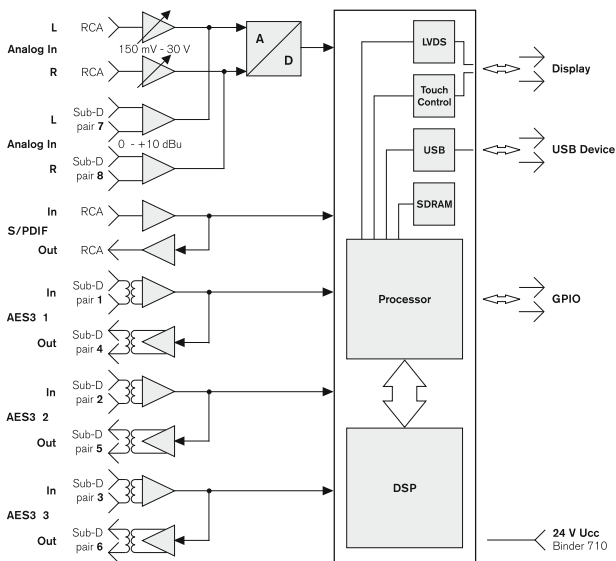 L RCA
Analog In 150 mV - 30 V
R RCA
A
D
L Sub-D pair 7
Analog In 0 - +10 dBu
R Sub-D pair 8
In RCA
S/PDIF
Out RCA
In Sub-D pair 1
AES3 1
Out Sub-D pair 4
In Sub-D pair 2
AES3 2
Out Sub-D pair 5
In Sub-D pair 3
AES3 3
Out Sub-D pair 6
LVDS
Touch
Control
USB
SDRAM
Processor
DSP
Display
USB Device
GPIO
24 V Ucc
Binder 710